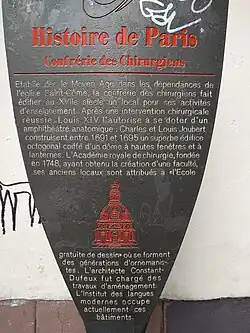 Histoire de Paris
Confrérie des Chirurgiens
Etablie dès le Moyen Age dans les dépendances de
l'église Saint-Côme, la confrérie des chirurgiens fait
édifier au XVIIe siècle un local pour ses activités
d'enseignement. Après une intervention chirurgicale
réussie, Louis XIV l'autorise à se doter d'un
amphithéâtre anatomique : Charles et Louis Joubert
construisent, entre 1691 et 1695 un superbe édifice
octogonal coiffé d'un dôme à hautes fenêtres et à
lanternes. L'Académie royale de chirurgie, fondée
en 1748, ayant obtenu la création d'une faculté,
ses anciens locaux sont attribués à «l'Ecole
gratuite de dessin» où se forment
des générations d'ornemanis-
tes. L'architecte Constant-
Dufeux fut chargé des
travaux d'aménagement.
L'Institut des langues
modernes occupe
actuellement ces
bâtiments.